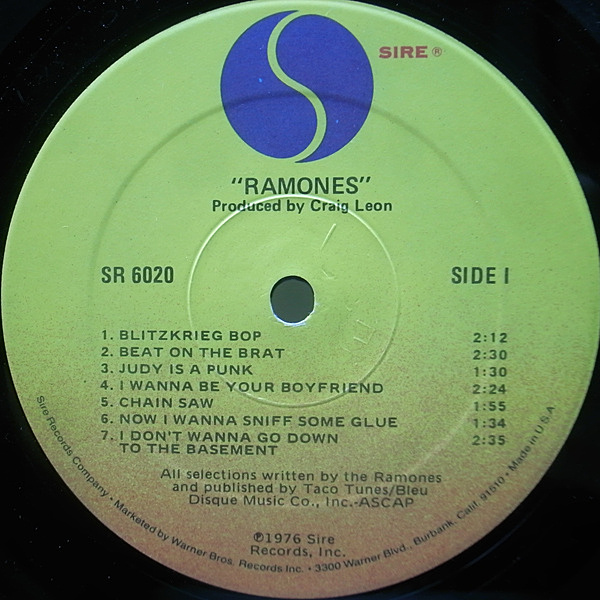 SIRE ®
"RAMONES"
Produced by Craig Leon
SR 6020
SIDE I
1. BLITZKRIEG BOP 2:12
2. BEAT ON THE BRAT 2:30
3. JUDY IS A PUNK 1:30
4. I WANNA BE YOUR BOYFRIEND 2:24
5. CHAIN SAW 1:55
6. NOW I WANNA SNIFF SOME GLUE 1:34
7. I DON'T WANNA GO DOWN 2:35
TO THE BASEMENT
All selections written by the Ramones
and published by Taco Tunes/Bleu
Disque Music Co., Inc.-ASCAP
℗1976 Sire
Records, Inc.
Sire Records Company • Marketed by Warner Bros. Records Inc. • 3300 Warner Blvd., Burbank, Calif. 91510 • Made in U.S.A.